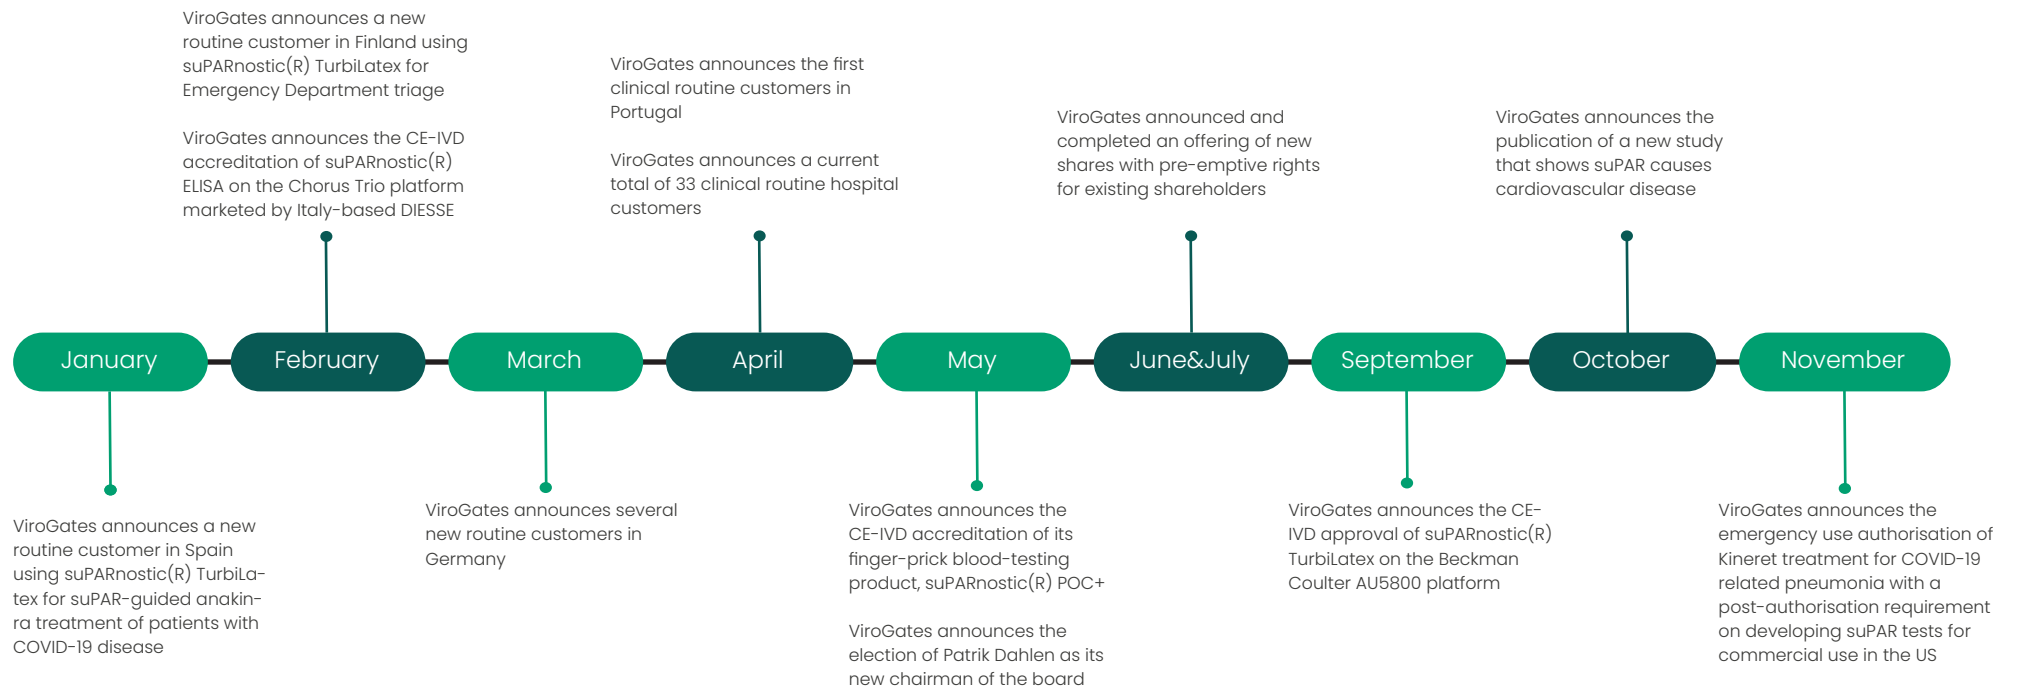 ViroGates announces a new
routine customer in Finland using
suPARnostic(R) TurbiLatex for
Emergency Department triage
ViroGates announces the CE-IVD
accreditation of suPARnostic(R)
ELISA on the Chorus Trio platform
marketed by Italy-based DIESSE
ViroGates announces the first
clinical routine customers in
Portugal
ViroGates announces a current
total of 33 clinical routine hospital
customers
ViroGates announced and
completed an offering of new
shares with pre-emptive rights
for existing shareholders
ViroGates announces the
publication of a new study
that shows suPAR causes
cardiovascular disease
January
February
March
April
May
June&July
September
October
November
ViroGates announces a new
routine customer in Spain
using suPARnostic(R) TurbiLa-
tex for suPAR-guided anakin-
ra treatment of patients with
COVID-19 disease
ViroGates announces several
new routine customers in
Germany
ViroGates announces the
CE-IVD accreditation of its
finger-prick blood-testing
product, suPARnostic(R) POC+
ViroGates announces the
election of Patrik Dahlen as its
new chairman of the board
ViroGates announces the CE-
IVD approval of suPARnostic(R)
TurbiLatex on the Beckman
Coulter AU5800 platform
ViroGates announces the
emergency use authorisation of
Kineret treatment for COVID-19
related pneumonia with a
post-authorisation requirement
on developing suPAR tests for
commercial use in the US